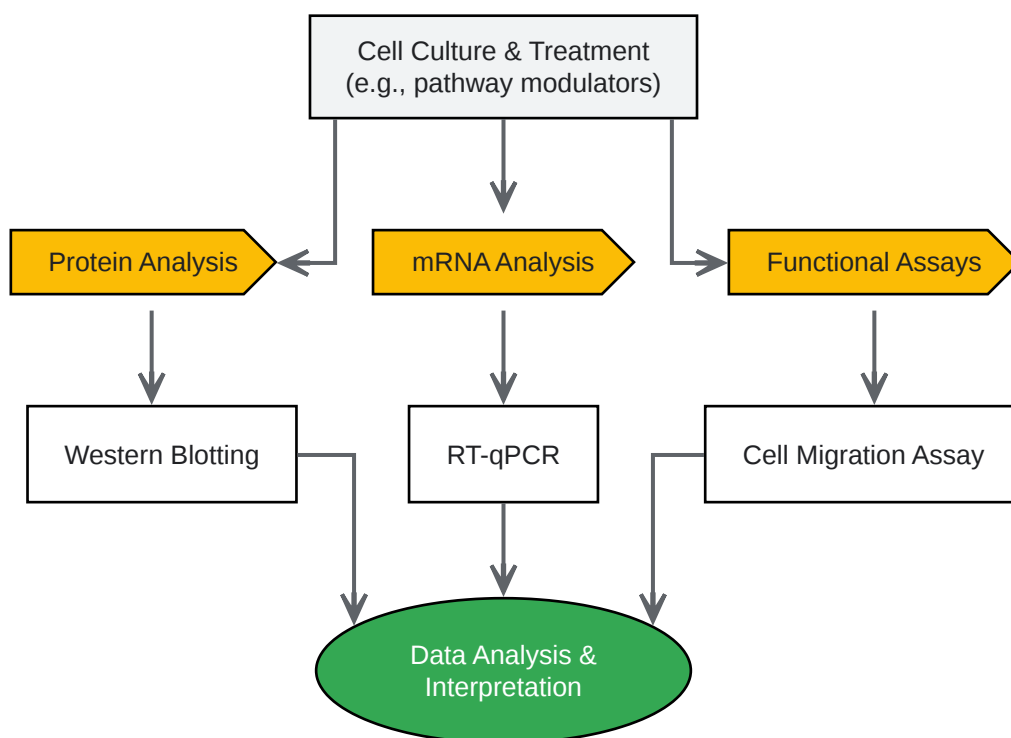 Cell Culture & Treatment
(e.g., pathway modulators)
Protein Analysis
mRNA Analysis
Functional Assays
Western Blotting
RT-qPCR
Cell Migration Assay
Data Analysis &
Interpretation